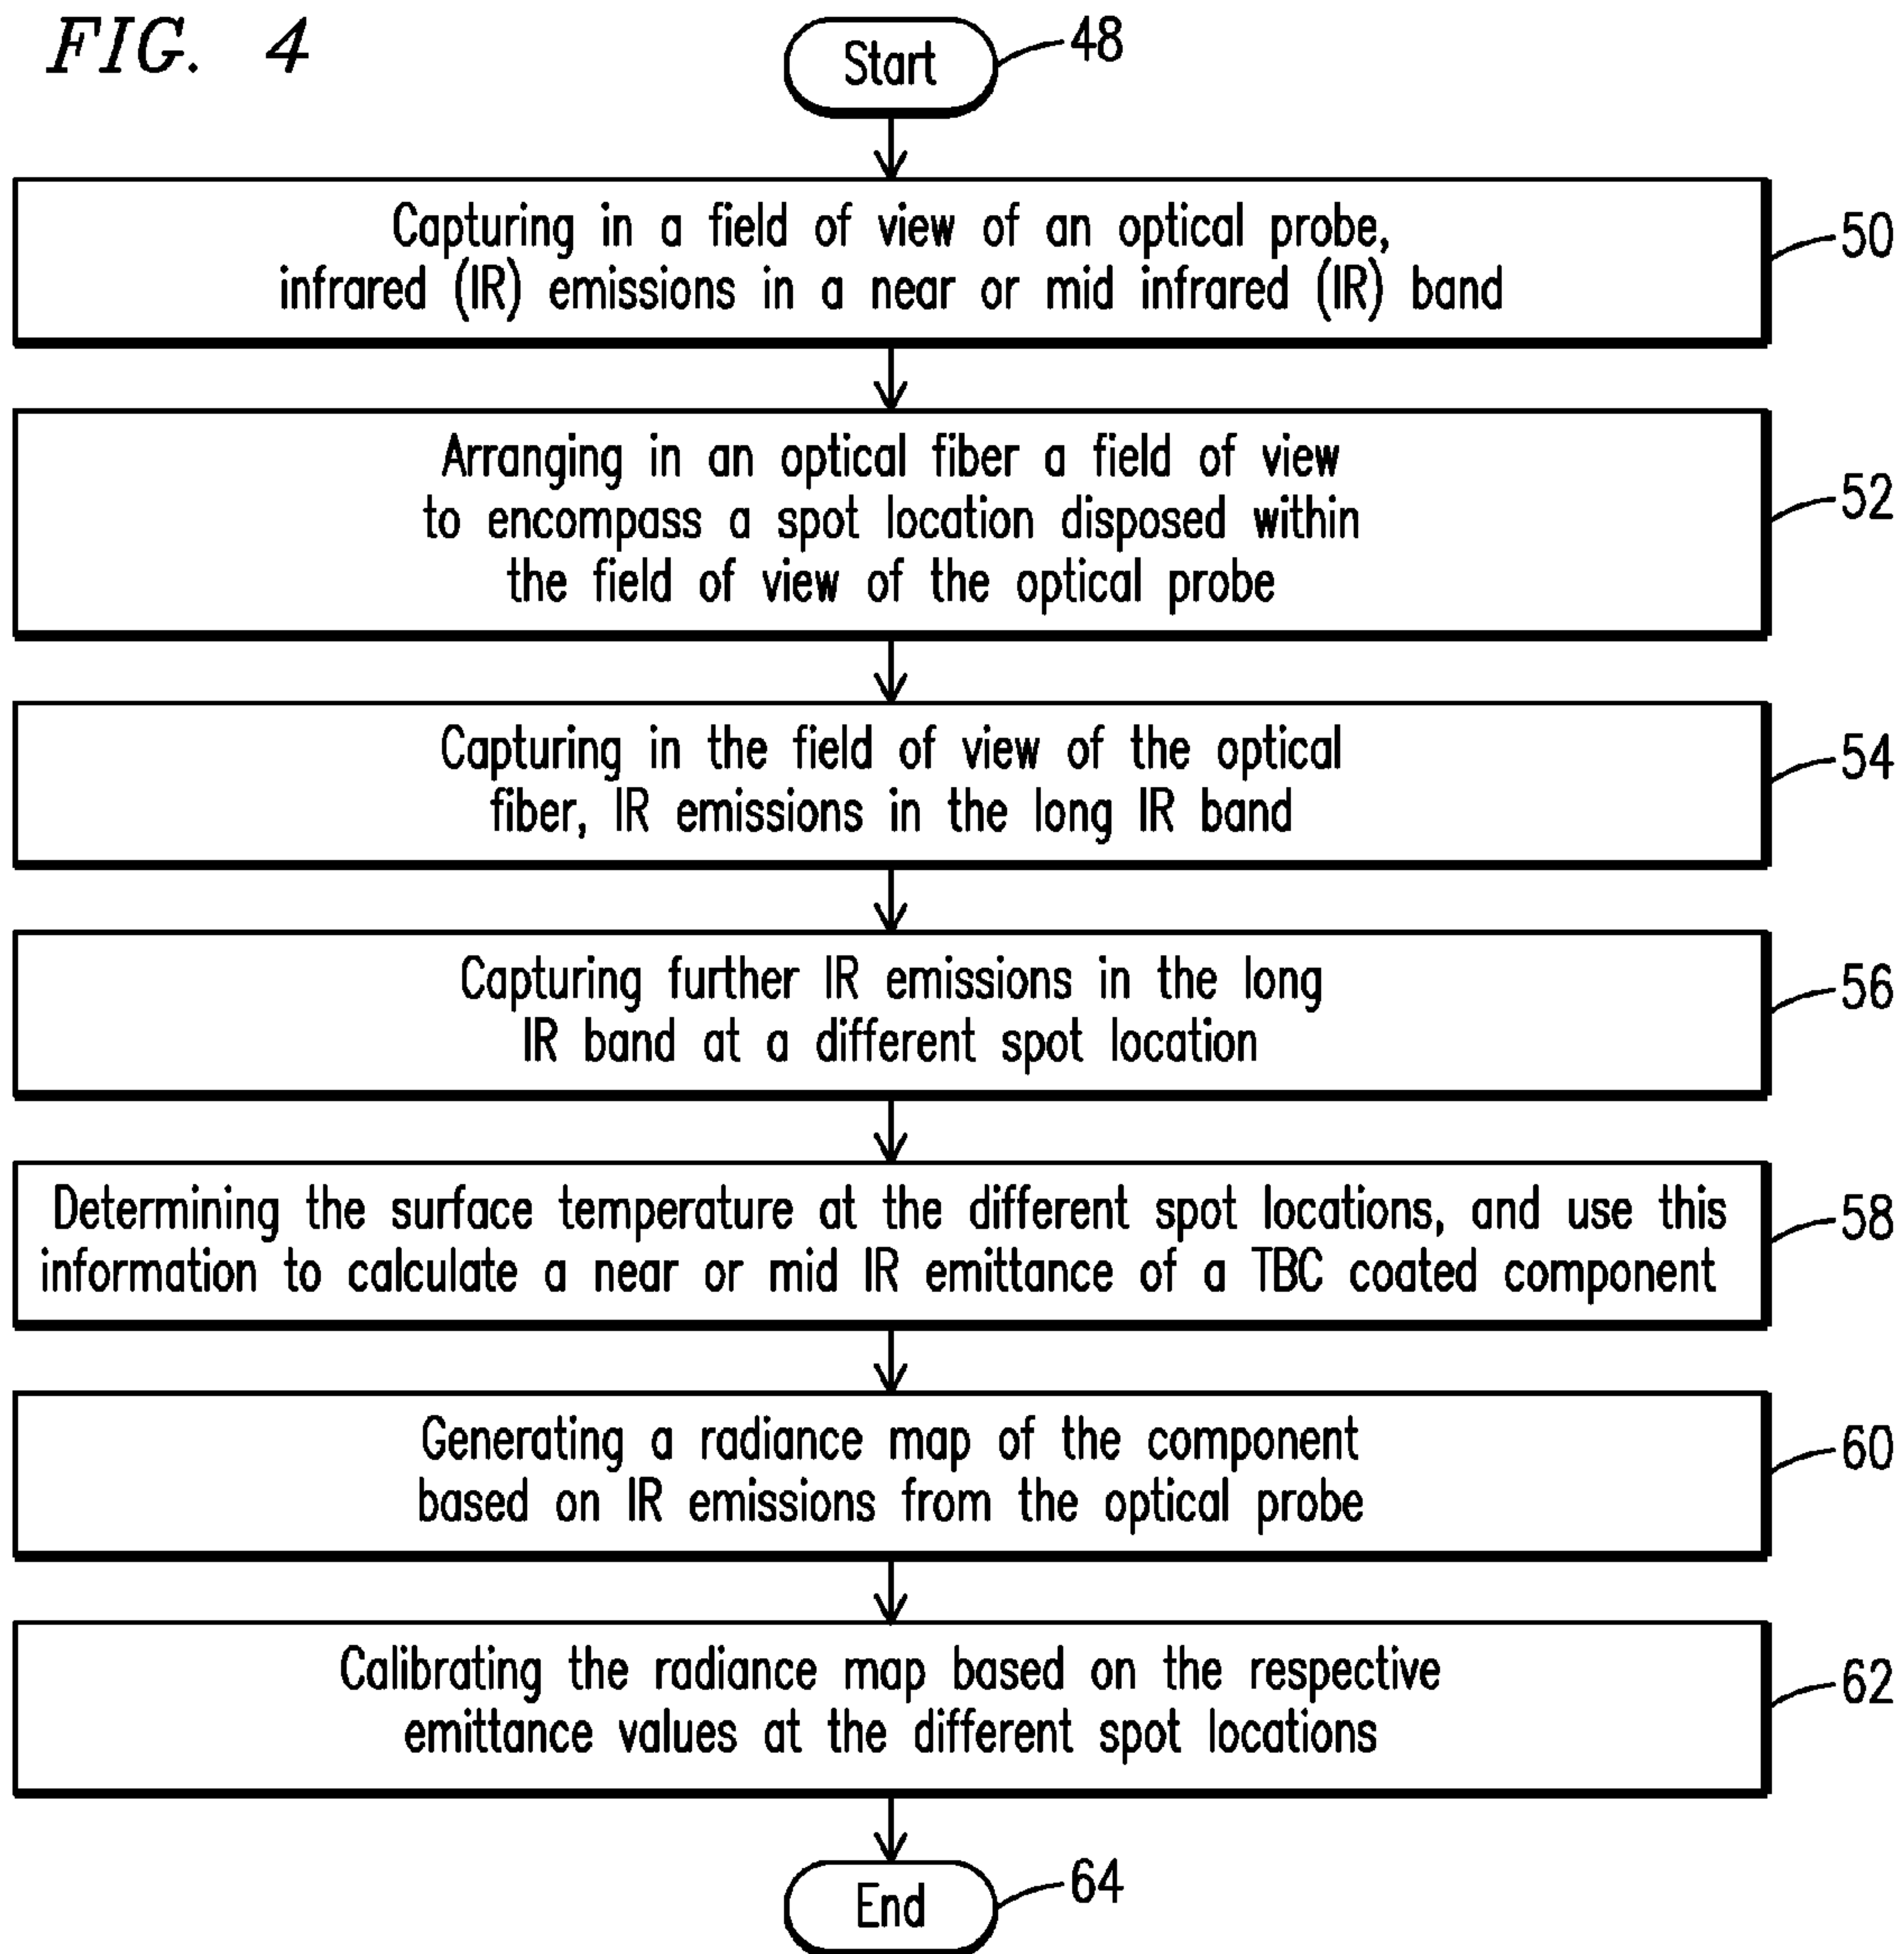 FIG. 4
Start
48
Capturing in a field of view of an optical probe,
infrared (IR) emissions in a near or mid infrared (IR) band
50
Arranging in an optical fiber a field of view
to encompass a spot location disposed within
the field of view of the optical probe
52
Capturing in the field of view of the optical
fiber, IR emissions in the long IR band
54
Capturing further IR emissions in the long
IR band at a different spot location
56
Determining the surface temperature at the different spot locations, and use this
information to calculate a near or mid IR emittance of a TBC coated component
58
Generating a radiance map of the component
based on IR emissions from the optical probe
60
Calibrating the radiance map based on the respective
emittance values at the different spot locations
62
End
64